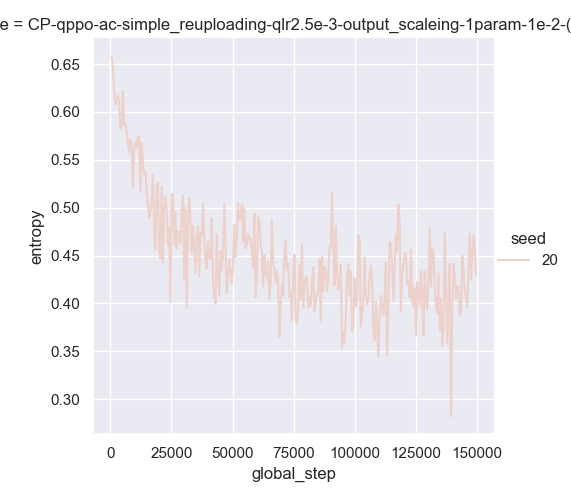 e = CP-qppo-ac-simple_reuploading-qlr2.5e-3-output_scaleing-1param-1e-2-(
0.65
0.60
0.55
0.50
0.45
0.40
0.35
0.30
entropy
seed
20
0 25000 50000 75000 100000 125000 150000
global_step